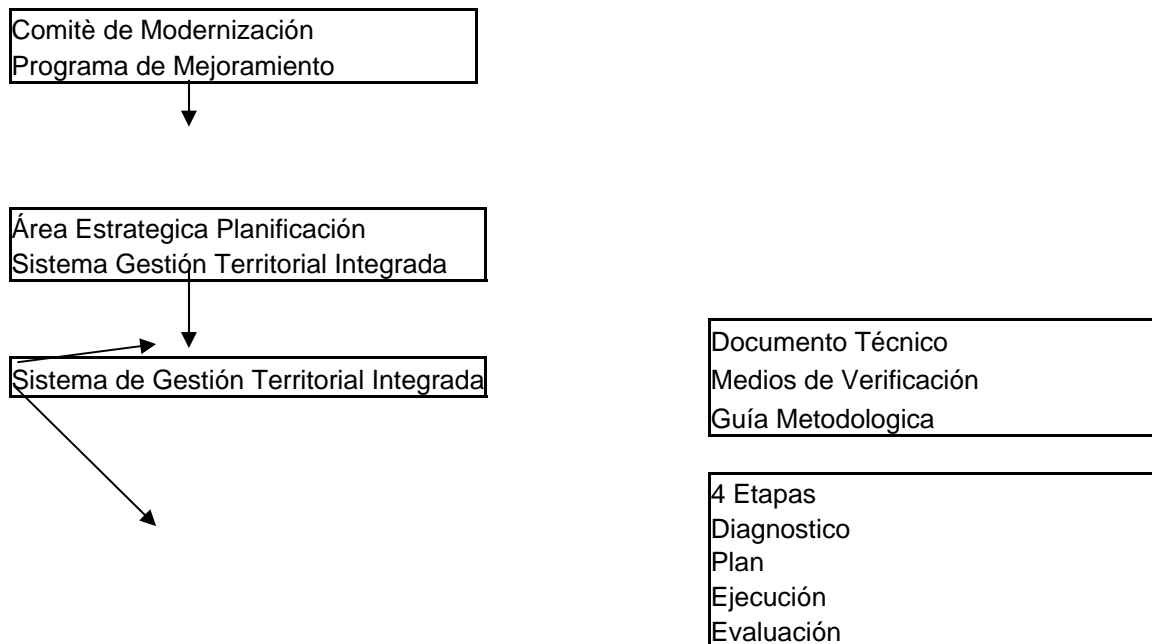 Comitè de Modernización
Programa de Mejoramiento
Área Estrategica Planificación
Sistema Gestión Territorial Integrada
Sistema de Gestión Territorial Integrada
Documento Técnico
Medios de Verificación
Guía Metodologica
4 Etapas
Diagnostico
Plan
Ejecución
Evaluación